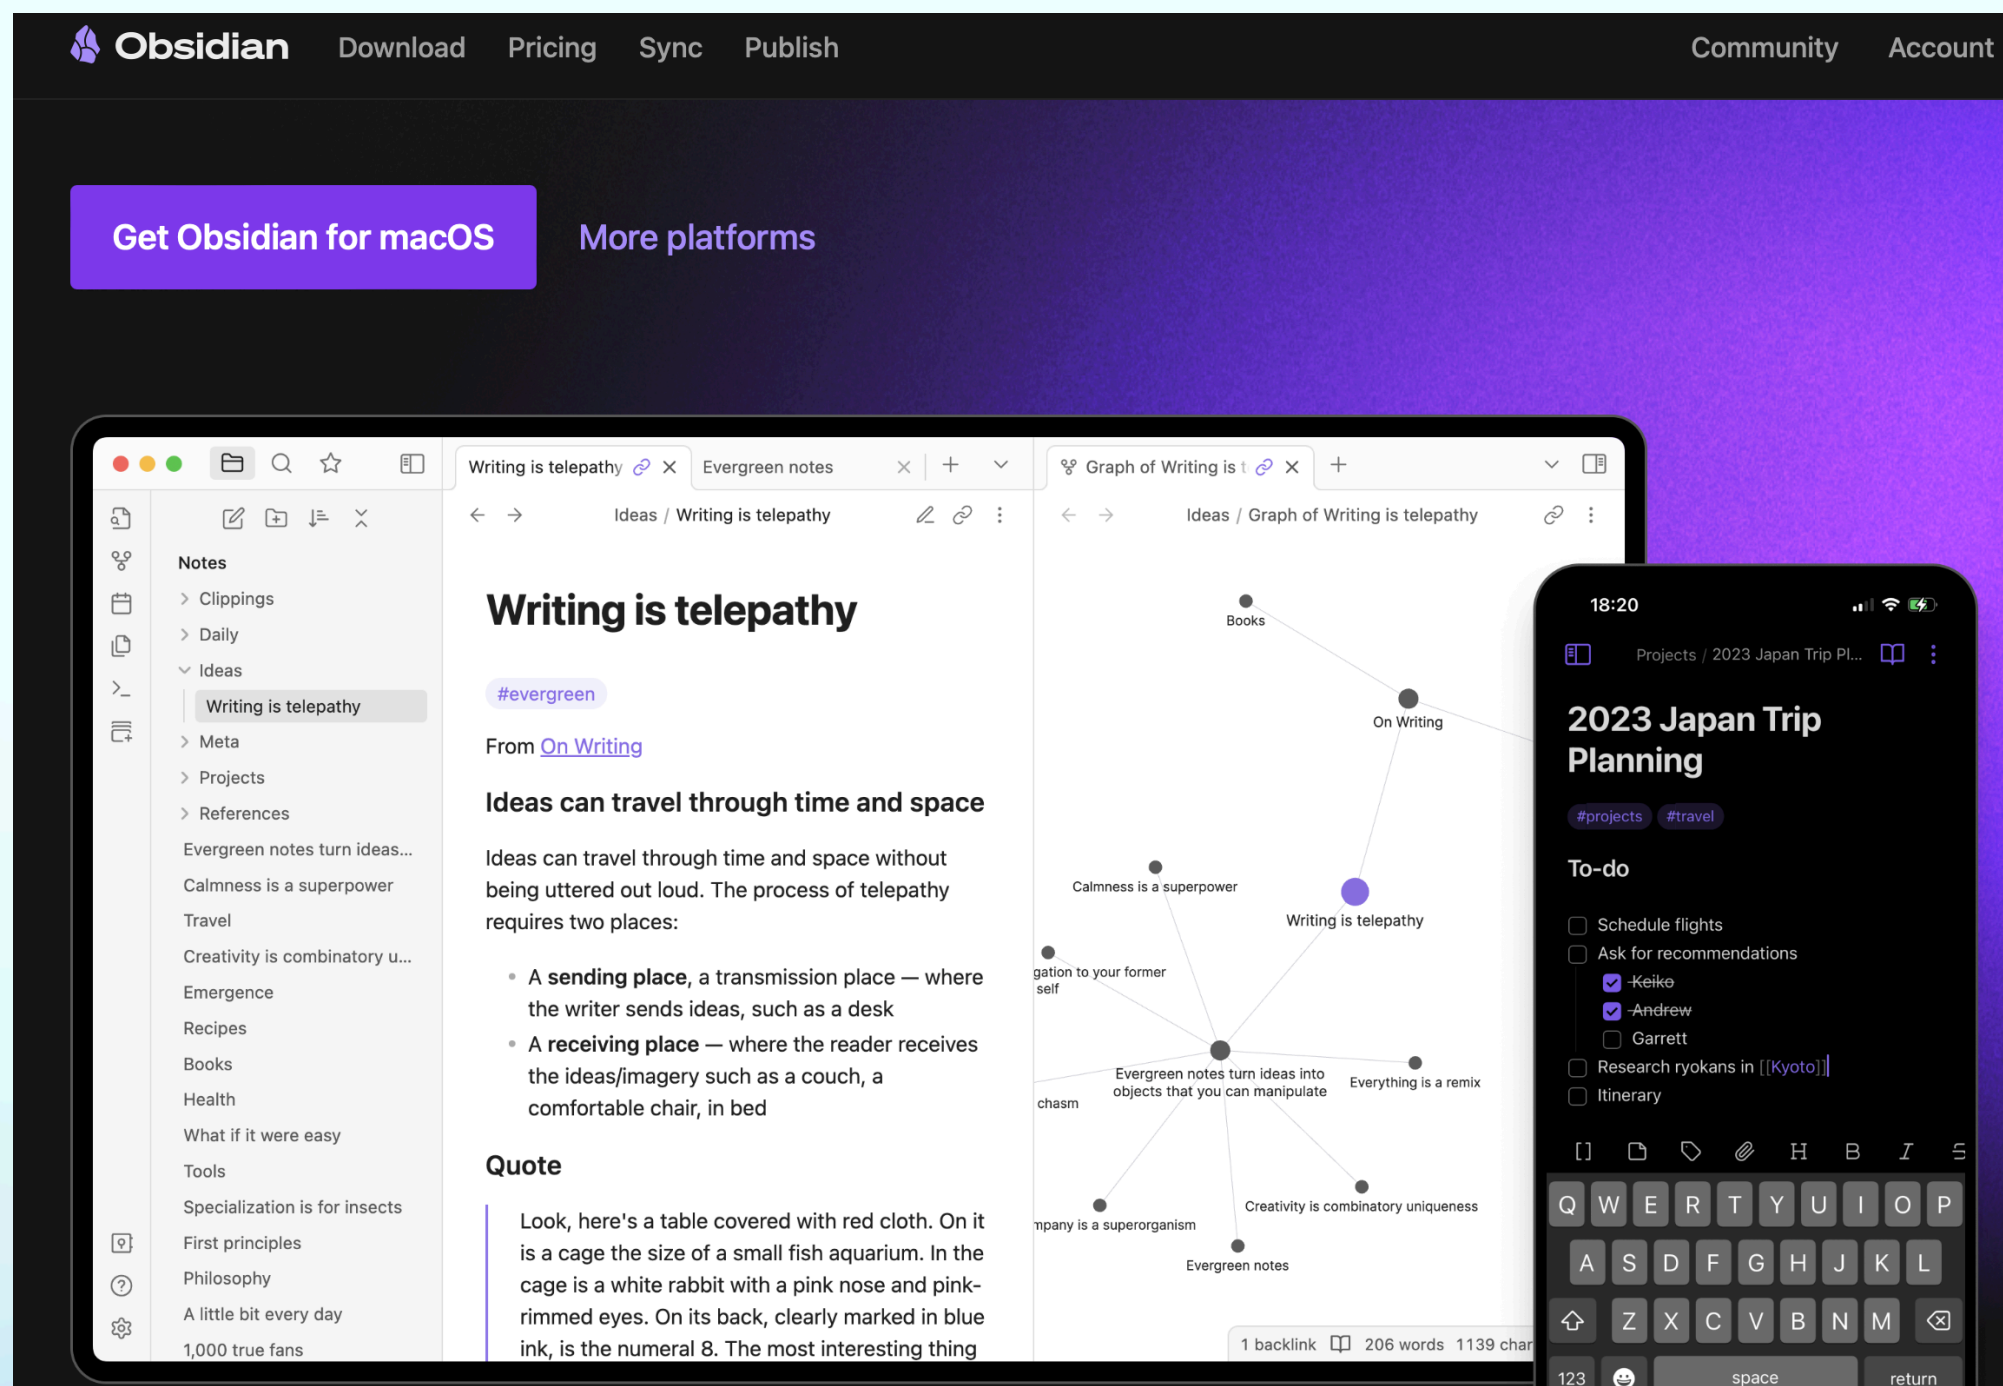 Obsidian Download Pricing Sync Publish Community Account
Get Obsidian for macOS More platforms
Writing is telepathy Evergreen notes
Ideas / Writing is telepathy
Notes
Clippings
Daily
Ideas
Writing is telepathy
Meta
Projects
References
Evergreen notes turn ideas...
Calmness is a superpower
Travel
Creativity is combinatory u...
Emergence
Recipes
Books
Health
What if it were easy
Tools
Specialization is for insects
First principles
Philosophy
A little bit every day
1,000 true fans
Writing is telepathy
#evergreen
From On Writing
Ideas can travel through time and space
Ideas can travel through time and space without
being uttered out loud. The process of telepathy
requires two places:
• A sending place, a transmission place — where
the writer sends ideas, such as a desk
• A receiving place — where the reader receives
the ideas/imagery such as a couch, a
comfortable chair, in bed
Quote
Look, here's a table covered with red cloth. On it
is a cage the size of a small fish aquarium. In the
cage is a white rabbit with a pink nose and pink-
rimmed eyes. On its back, clearly marked in blue
ink, is the numeral 8. The most interesting thing
Graph of Writing is t
Ideas / Graph of Writing is telepathy
Books
On Writing
Calmness is a superpower
Writing is telepathy
gation to your former
self
Evergreen notes turn ideas into
objects that you can manipulate
Everything is a remix
chasm
Creativity is combinatory uniqueness
mpany is a superorganism
Evergreen notes
1 backlink 206 words 1139 char
18:20
Projects / 2023 Japan Trip Pl...
2023 Japan Trip
Planning
#projects #travel
To-do
Schedule flights
Ask for recommendations
Keiko
Andrew
Garrett
Research ryokans in [[Kyoto]]
Itinerary
[] H B I S
Q W E R T Y U I O P
A S D F G H J K L
Z X C V B N M
123 space return